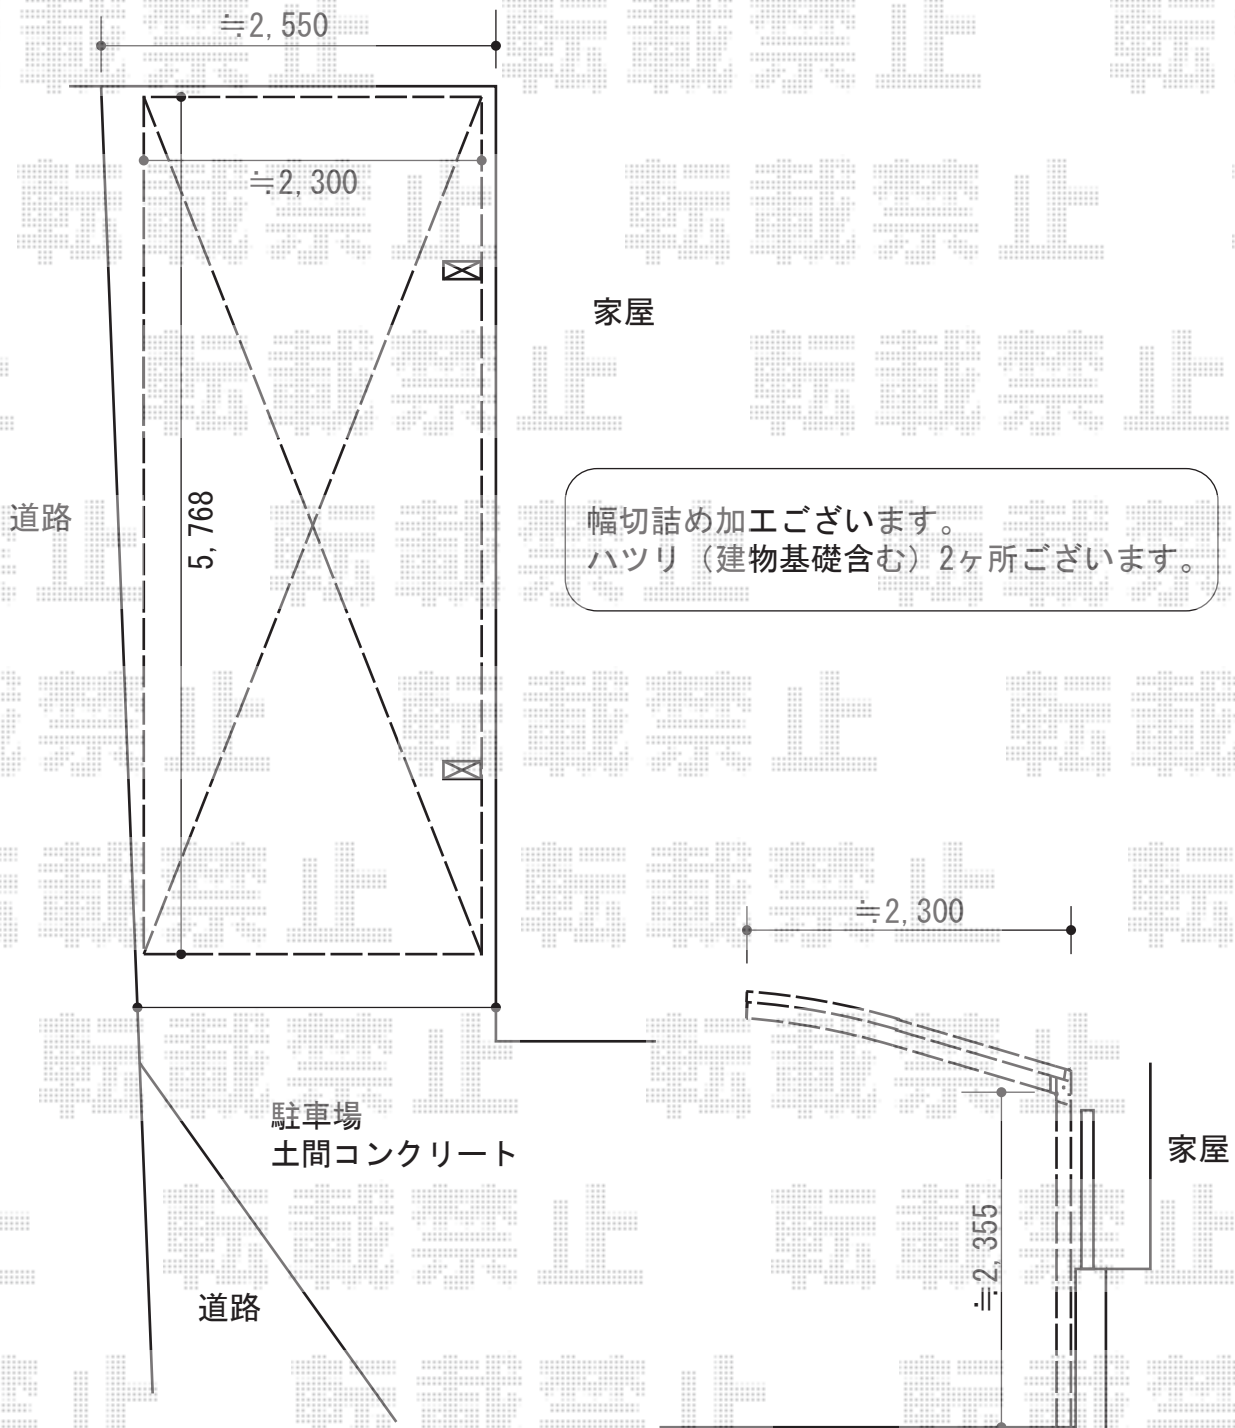 ≒2,550
≒2,300
家屋
道路
5,768
幅切詰め加工ございます。
ハツリ（建物基礎含む）2ヶ所ございます。
≒2,300
駐車場
土間コンクリート
家屋
≒2,355
道路
転載禁止